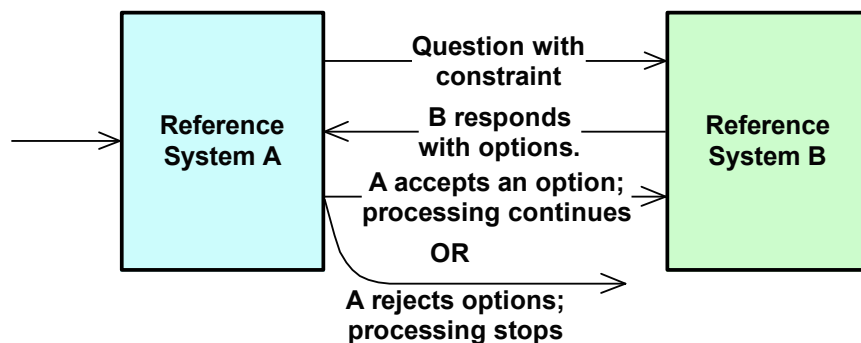 Question with
constraint
Reference
System A
B responds
with options.
Reference
System B
A accepts an option;
processing continues
OR
A rejects options;
processing stops